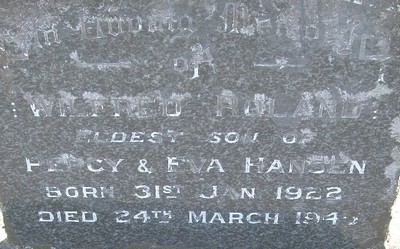 In Loving Memory
OF
WILFRED ROLAND
ELDEST SON OF
PERCY & EVA HANSEN
BORN 31ST JAN 1922
DIED 24TH MARCH